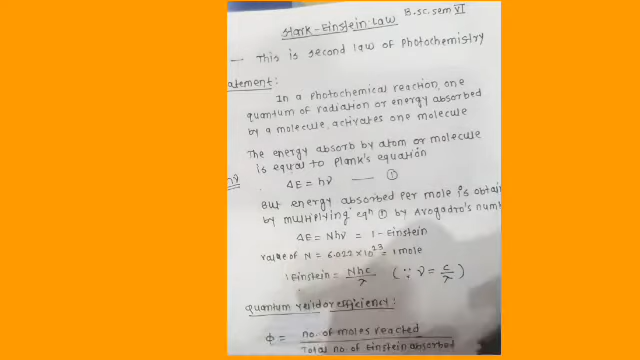 Stark-Einstein Law B.sc. sem VI
— This is second law of Photochemistry
atement:
In a Photochemical reaction, one
quantum of radiation or energy absorbed
by a molecule, activates one molecule
The energy absorb by atom or molecule
is equal to Plank's equation
hν
ΔE = hν —— ①
But energy absorbed per mole is obtain
by multiplying eqⁿ ① by Avogadro's numb
ΔE = Nhν = 1 - Einstein
value of N = 6.022 × 10²³ = 1 mole
1 Einstein = Nhc / λ (∵ ν = c / λ)
Quantum Yeild or efficiency:
ϕ = no. of moles reacted / Total no. of Einstein absorbed